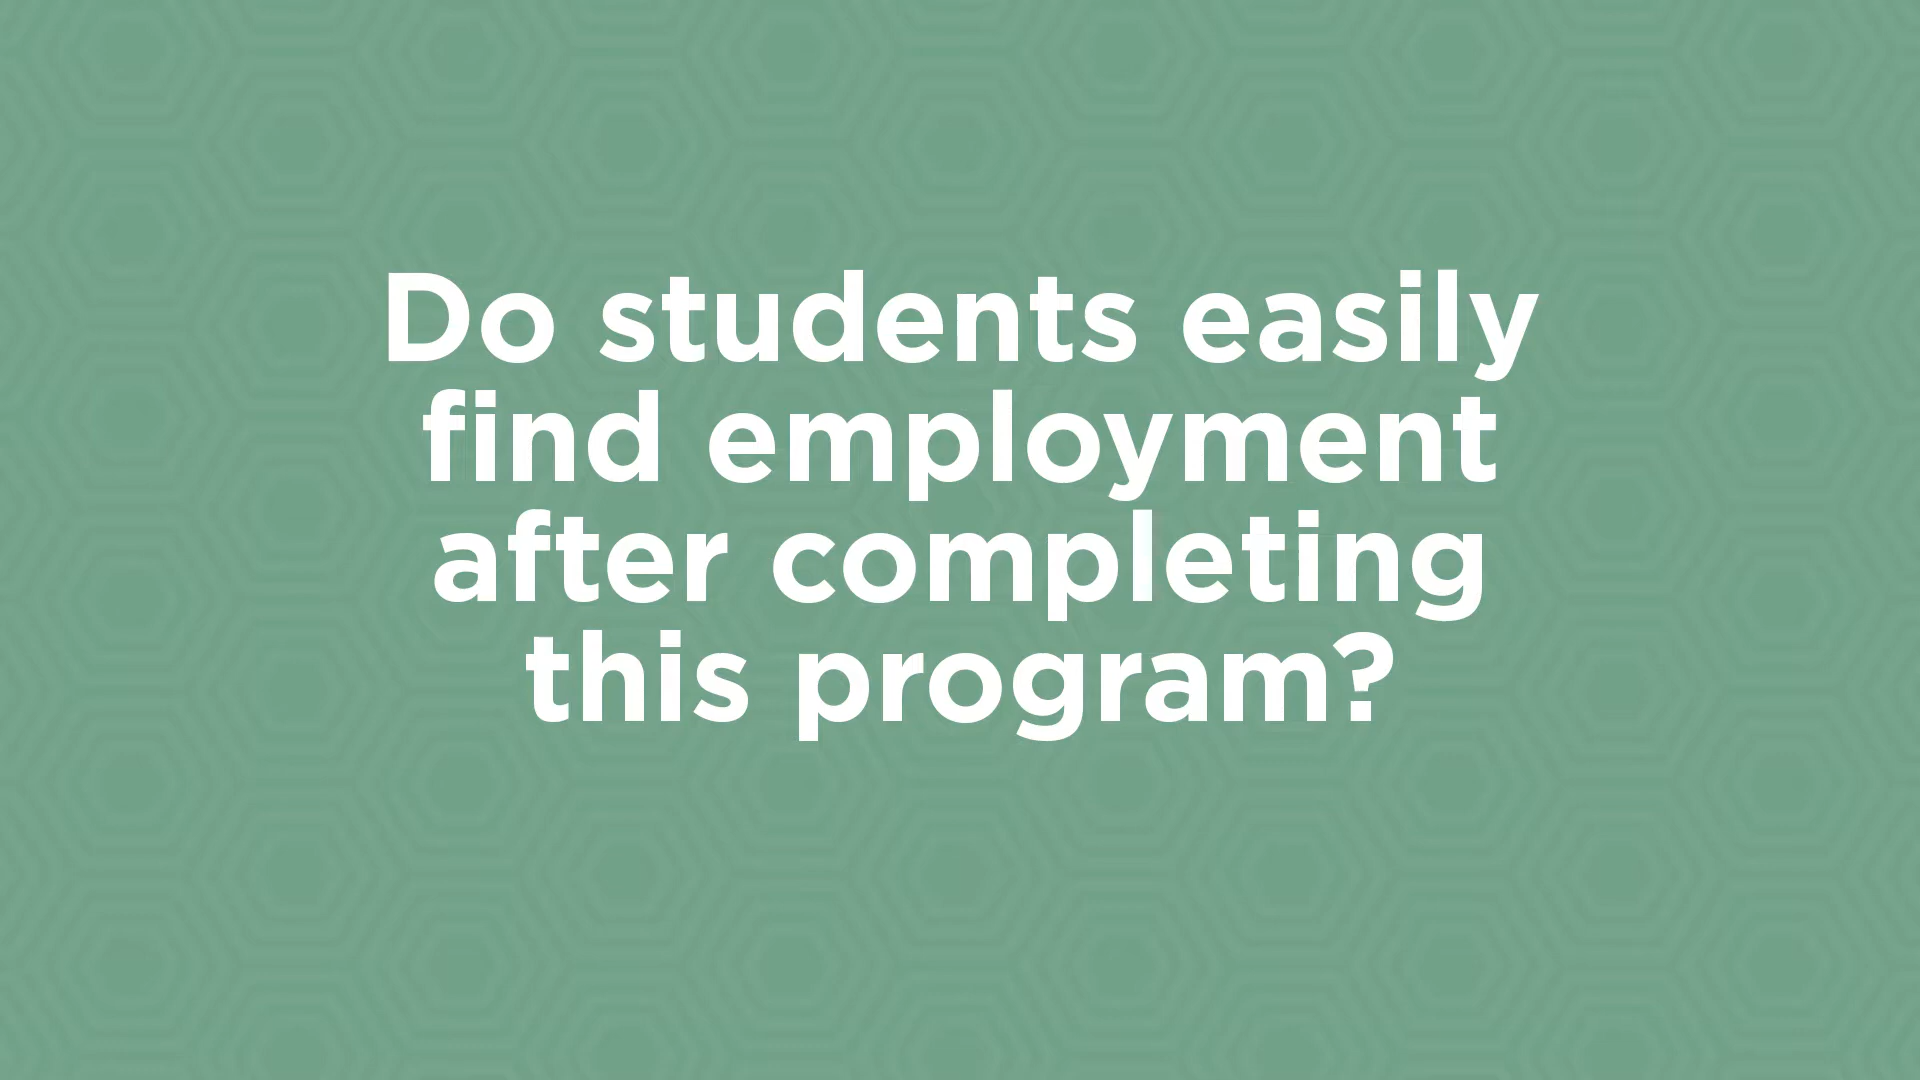 Do students easily
find employment
after completing
this program?